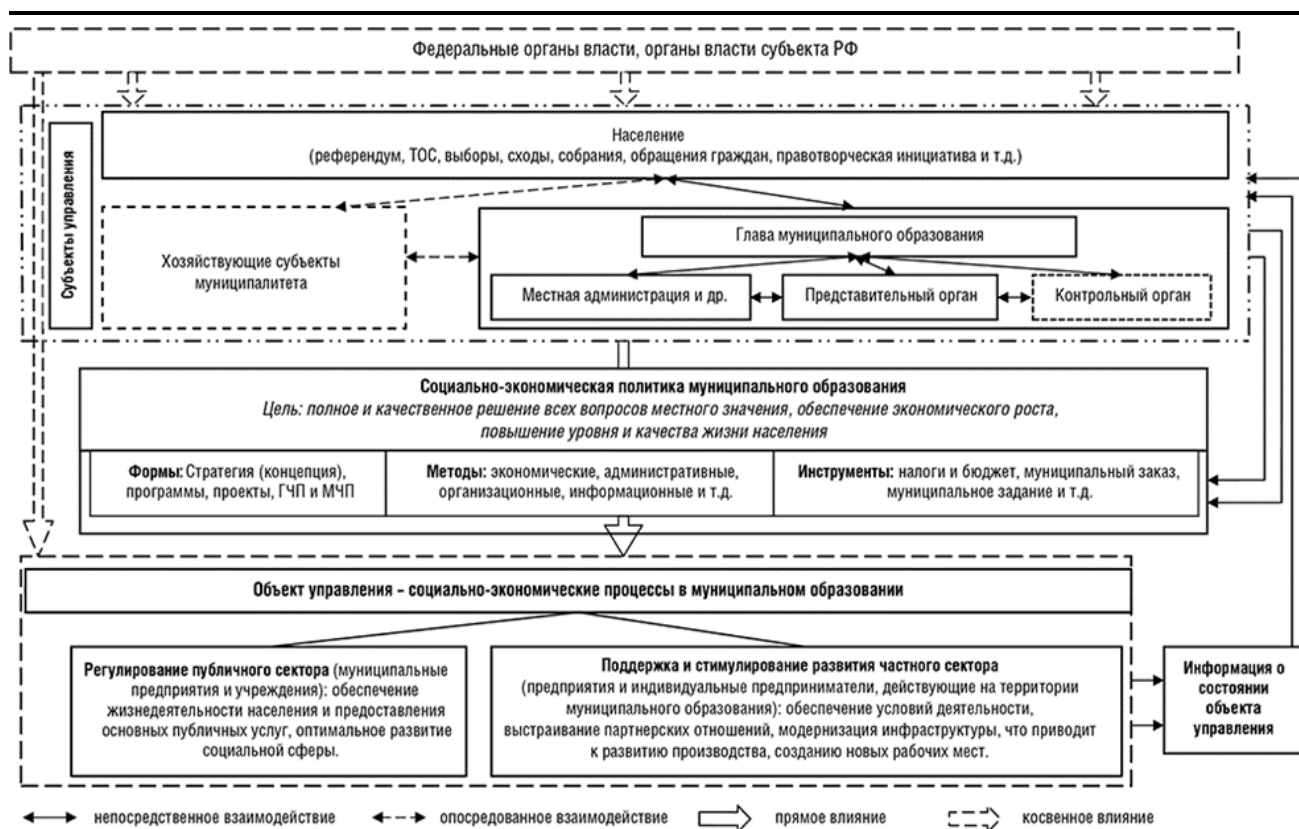 Федеральные органы власти, органы власти субъекта РФ
Субъекты управления
Население
(референдум, ТОС, выборы, сходы, собрания, обращения граждан, правотворческая инициатива и т.д.)
Хозяйствующие субъекты
муниципалитета
Глава муниципального образования
Местная администрация и др.
Представительный орган
Контрольный орган
Социально-экономическая политика муниципального образования
Цель: полное и качественное решение всех вопросов местного значения, обеспечение экономического роста,
повышение уровня и качества жизни населения
Формы: Стратегия (концепция),
программы, проекты, ГЧП и МЧП
Методы: экономические, административные,
организационные, информационные и т.д.
Инструменты: налоги и бюджет, муниципальный заказ,
муниципальное задание и т.д.
Объект управления – социально-экономические процессы в муниципальном образовании
Регулирование публичного сектора (муниципальные
предприятия и учреждения): обеспечение
жизнедеятельности населения и предоставления
основных публичных услуг, оптимальное развитие
социальной сферы.
Поддержка и стимулирование развития частного сектора
(предприятия и индивидуальные предприниматели, действующие на территории
муниципального образования): обеспечение условий деятельности,
выстраивание партнерских отношений, модернизация инфраструктуры, что приводит
к развитию производства, созданию новых рабочих мест.
Информация о
состоянии
объекта
управления
непосредственное взаимодействие
опосредованное взаимодействие
прямое влияние
косвенное влияние